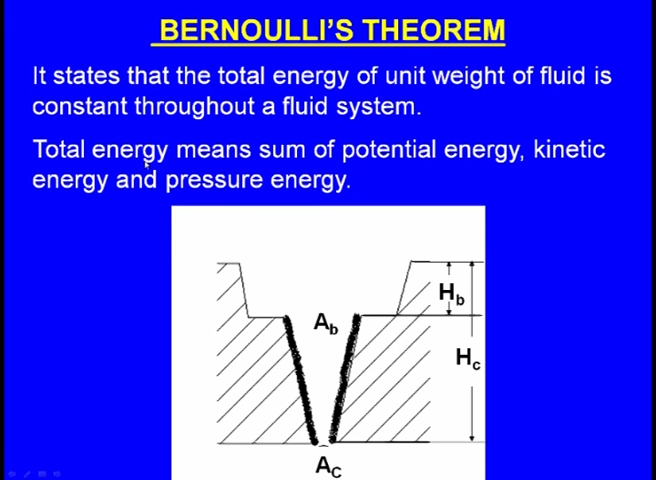 BERNOULLI'S THEOREM
It states that the total energy of unit weight of fluid is
constant throughout a fluid system.
Total energy means sum of potential energy, kinetic
energy and pressure energy.
Hb
Ab
Hc
AC